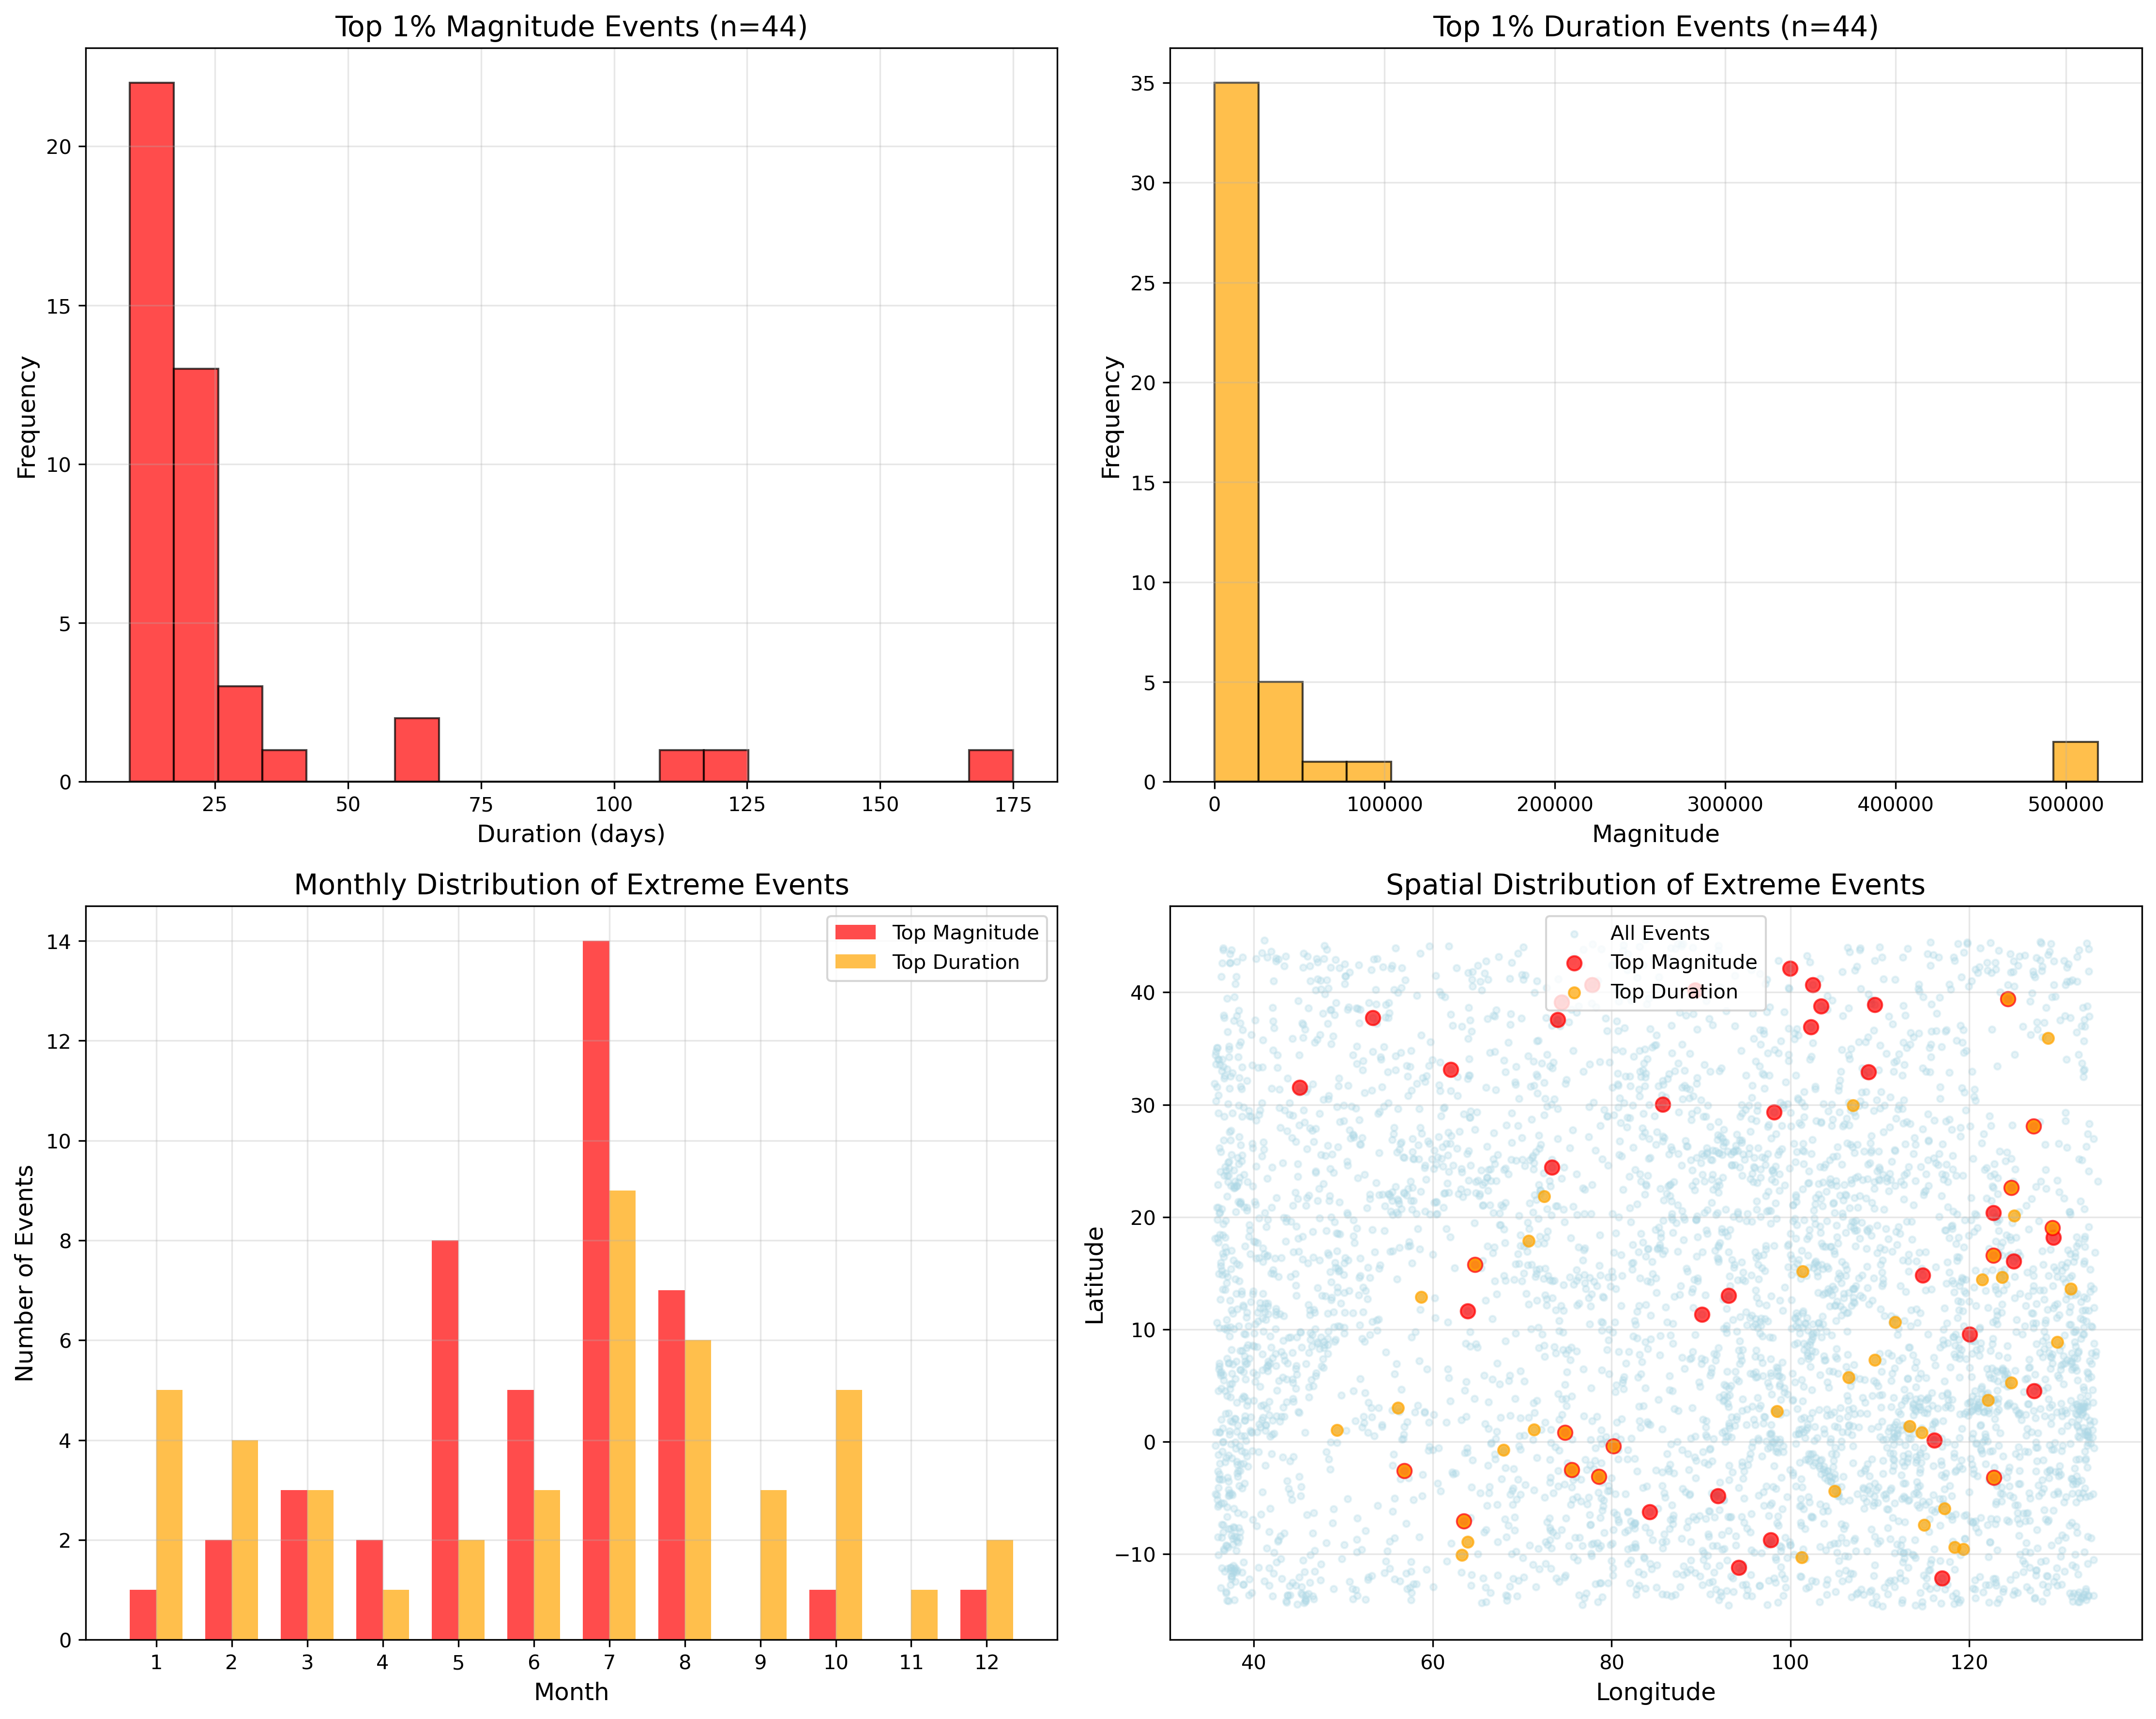 Top 1% Magnitude Events (n=44)
Frequency
20
15
10
5
0
25 50 75 100 125 150 175
Duration (days)
Top 1% Duration Events (n=44)
Frequency
35
30
25
20
15
10
5
0
0 100000 200000 300000 400000 500000
Magnitude
Monthly Distribution of Extreme Events
Top Magnitude
Top Duration
Number of Events
14
12
10
8
6
4
2
0
1 2 3 4 5 6 7 8 9 10 11 12
Month
Spatial Distribution of Extreme Events
All Events
Top Magnitude
Top Duration
Latitude
40
30
20
10
0
−10
40 60 80 100 120
Longitude